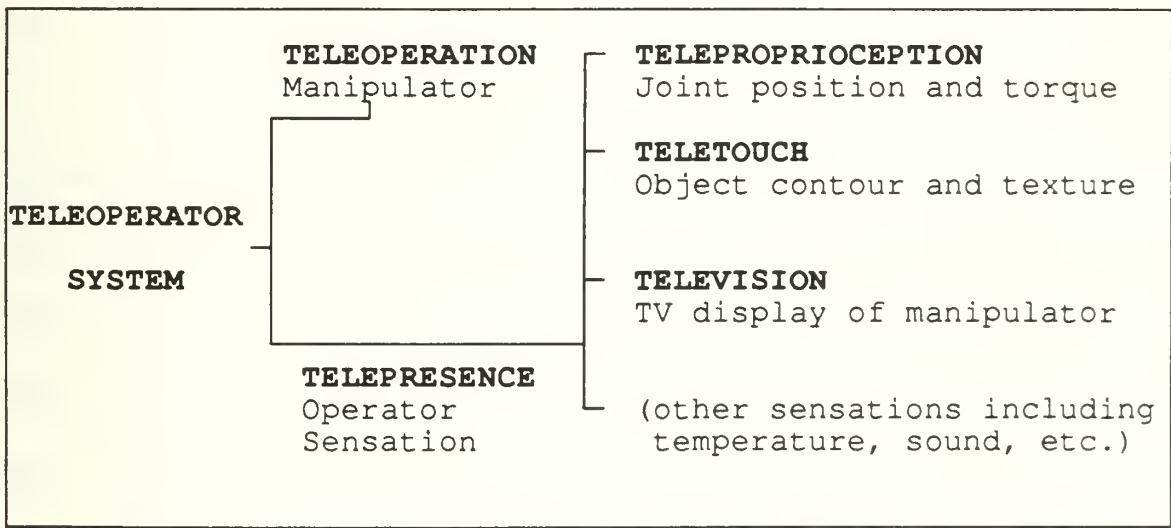 TELEOPERATOR
SYSTEM
TELEOPERATION
Manipulator
TELEPRESENCE
Operator
Sensation
TELEPROPRIOCEPTION
Joint position and torque
TELETOUCH
Object contour and texture
TELEVISION
TV display of manipulator
(other sensations including
temperature, sound, etc.)